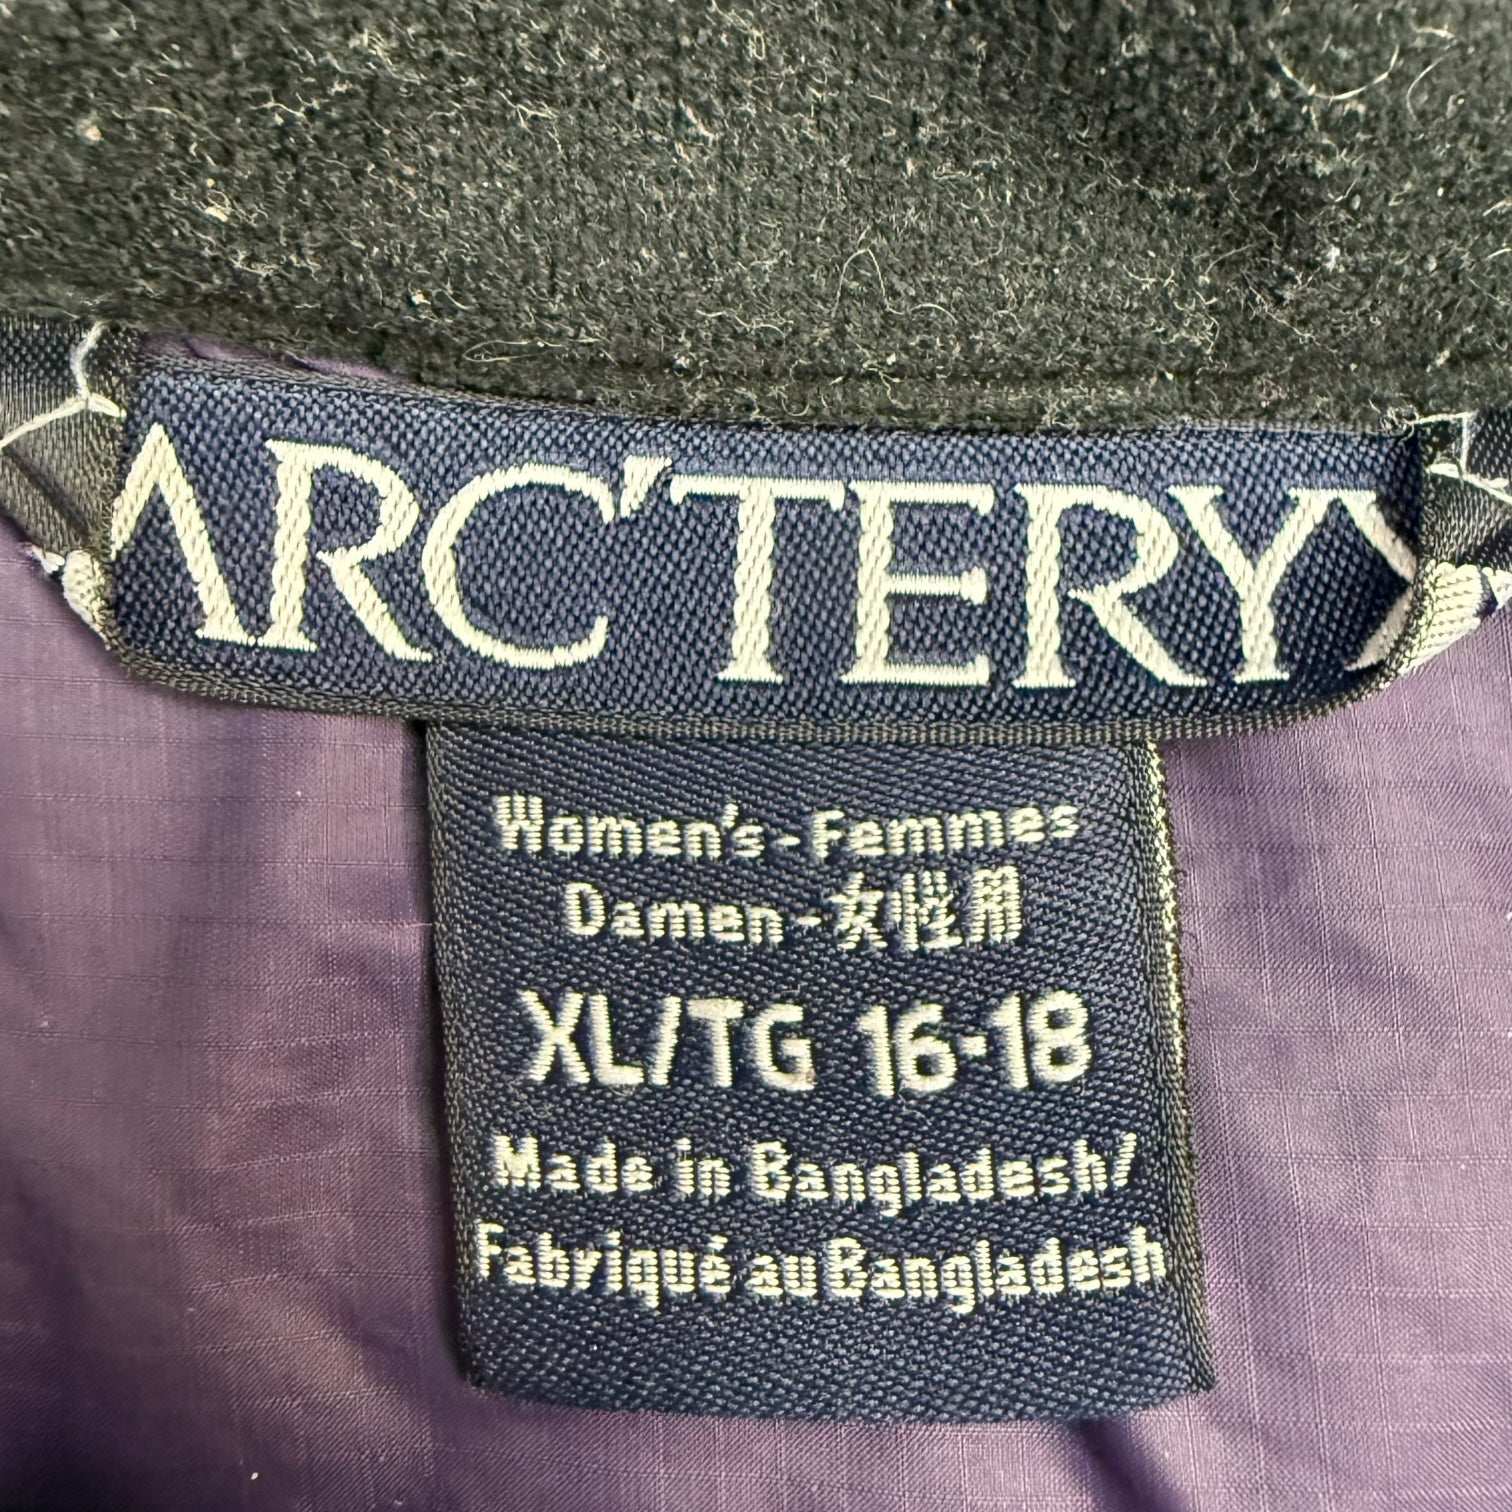 ARC'TERYX
Women's - Femmes
Damen - 女性用
XL/TG 16-18
Made in Bangladesh/
Fabriqué au Bangladesh